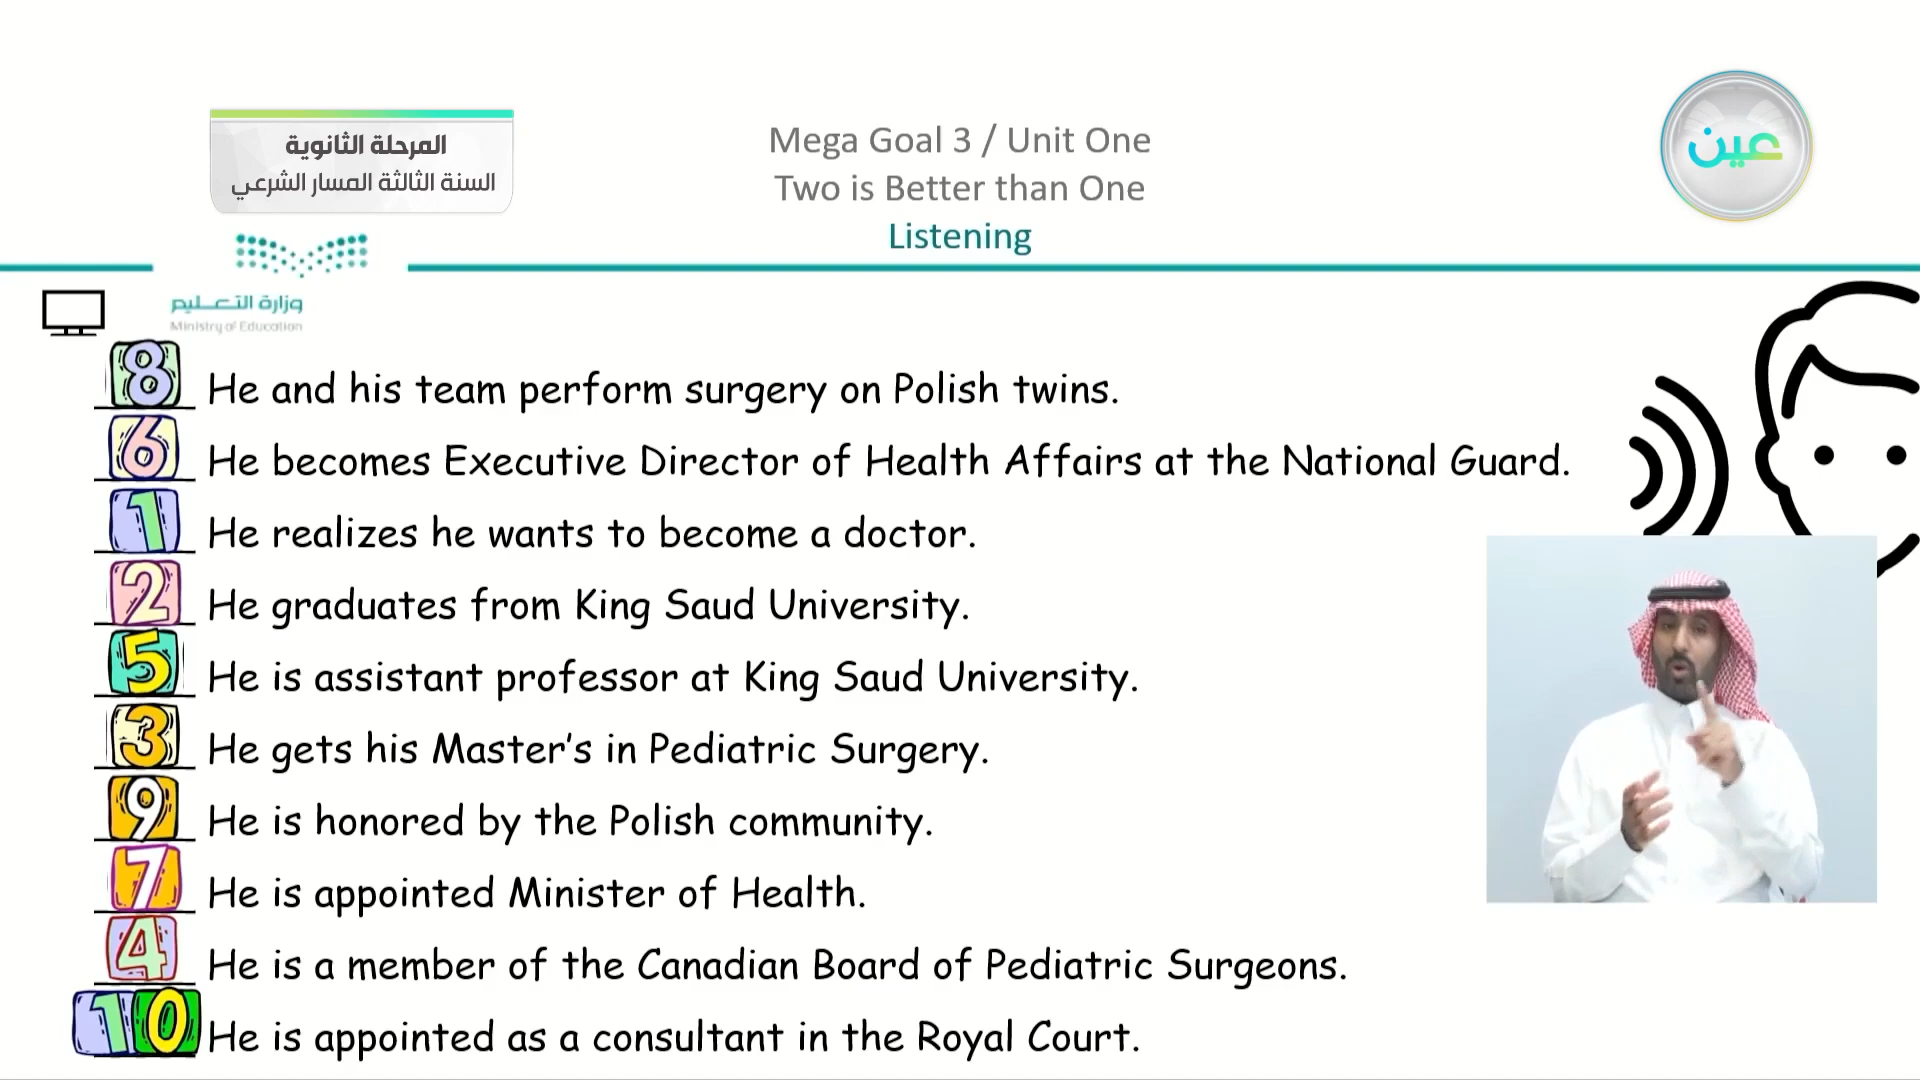 المرحلة الثانوية
السنة الثالثة المسار الشرعي
Mega Goal 3 / Unit One
Two is Better than One
Listening
عين
وزارة التعليم
Ministry of Education
8 He and his team perform surgery on Polish twins.
6 He becomes Executive Director of Health Affairs at the National Guard.
1 He realizes he wants to become a doctor.
2 He graduates from King Saud University.
5 He is assistant professor at King Saud University.
3 He gets his Master's in Pediatric Surgery.
9 He is honored by the Polish community.
7 He is appointed Minister of Health.
4 He is a member of the Canadian Board of Pediatric Surgeons.
10 He is appointed as a consultant in the Royal Court.